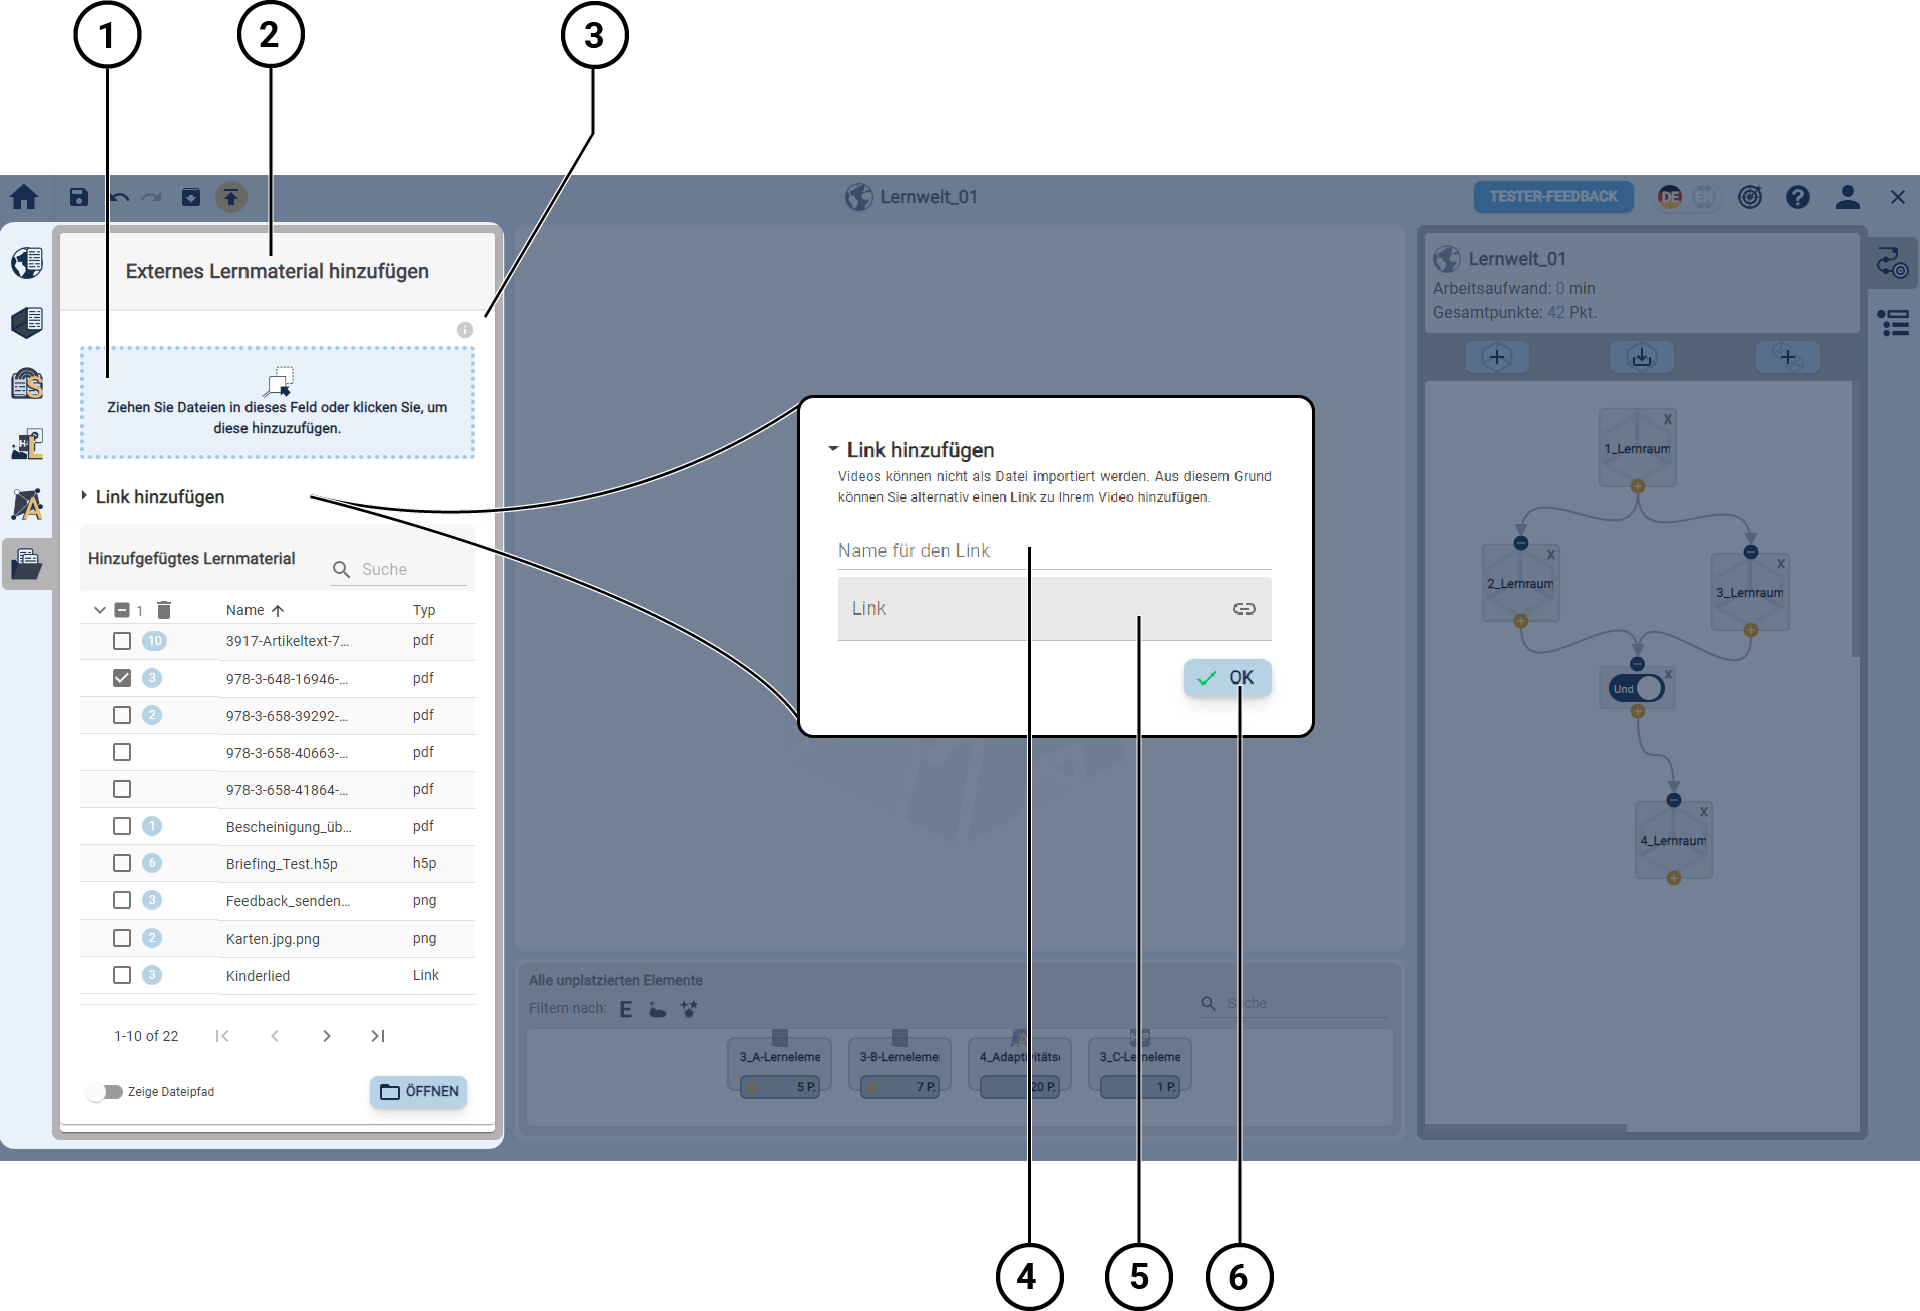 1
2
3
Lernwelt_01
TESTER-FEEDBACK
DE
EN
Externes Lernmaterial hinzufügen
Ziehen Sie Dateien in dieses Feld oder klicken Sie, um
diese hinzuzufügen.
Link hinzufügen
Hinzufgefügtes Lernmaterial
Suche
1
Name
Typ
10 3917-Artikeltext-7... pdf
3 978-3-648-16946-... pdf
2 978-3-658-39292-... pdf
978-3-658-40663-... pdf
978-3-658-41864-... pdf
1 Bescheinigung_üb... pdf
6 Briefing_Test.h5p h5p
3 Feedback_senden... png
2 Karten.jpg.png png
3 Kinderlied Link
1-10 of 22
Zeige Dateipfad
ÖFFNEN
Link hinzufügen
Videos können nicht als Datei importiert werden. Aus diesem Grund
können Sie alternativ einen Link zu Ihrem Video hinzufügen.
Name für den Link
Link
OK
Alle unplatzierten Elemente
Filtern nach: E
Suche
3_A-Lerneleme
5 P.
3-B-Lernelemer
7 P.
4_Adaptivitäts
20 P.
3_C-Lerneleme
1 P.
Lernwelt_01
Arbeitsaufwand: 0 min
Gesamtpunkte: 42 Pkt.
X
1_Lernraum
X
2_Lernraum
X
3_Lernraum
X
Und
X
4_Lernraum
4
5
6